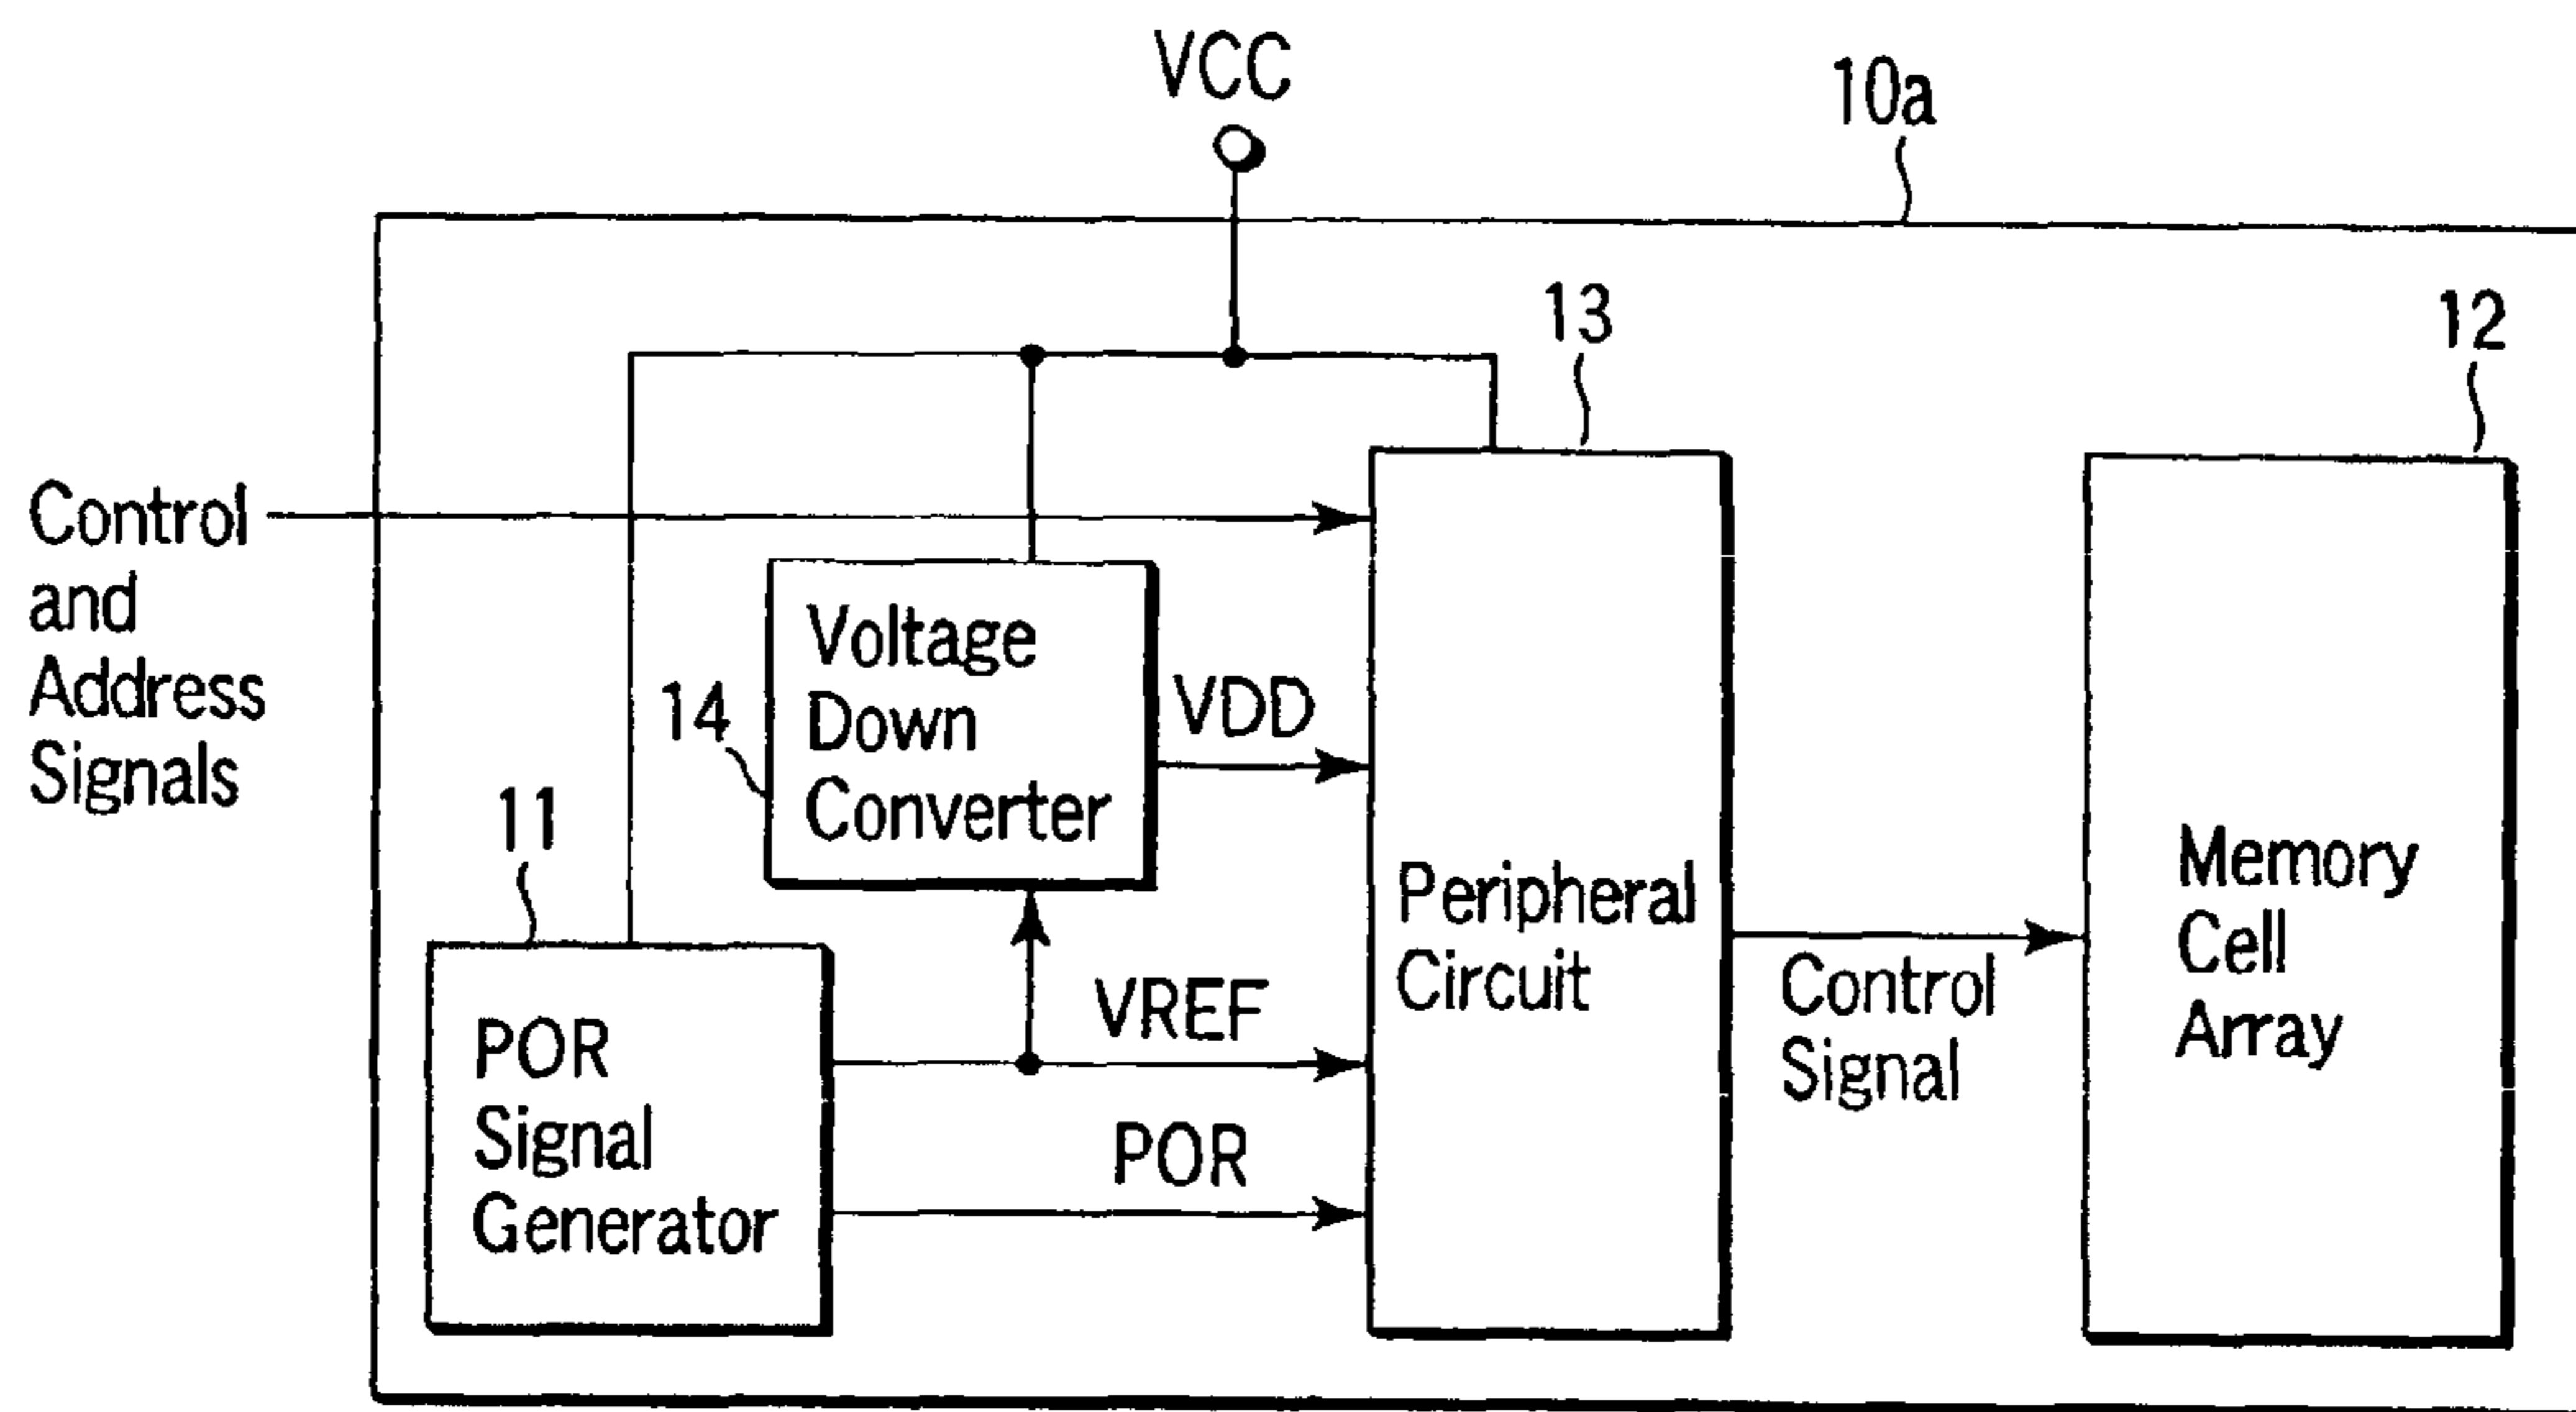 VCC
10a
13
12
Control
and
Address
Signals
14
Voltage
Down
Converter
VDD
11
POR
Signal
Generator
VREF
POR
Peripheral
Circuit
Control
Signal
Memory
Cell
Array